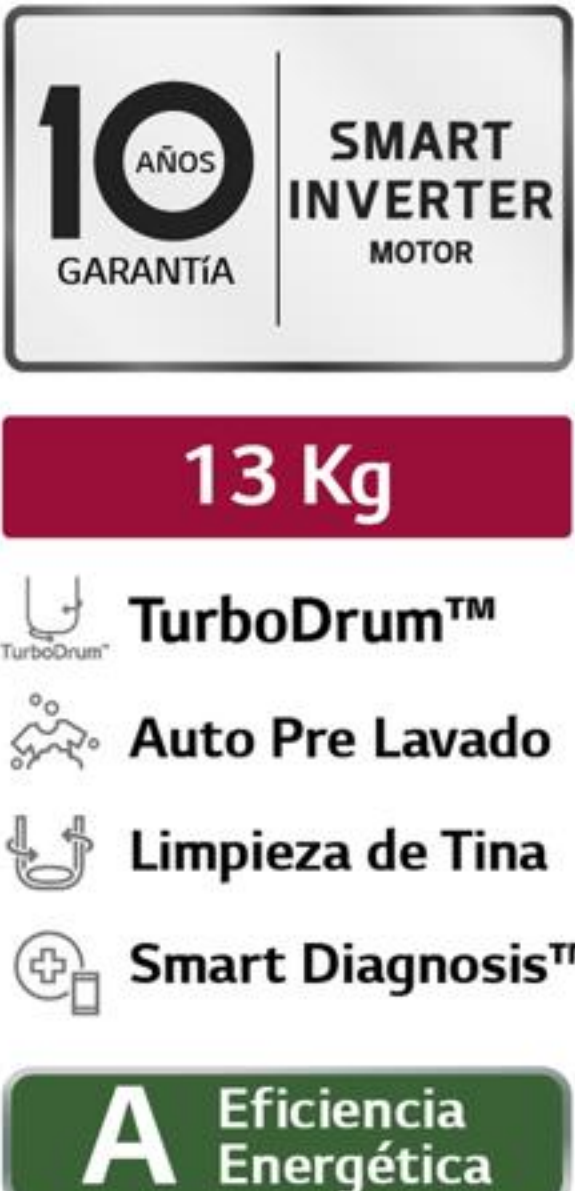 10
AÑOS
GARANTíA
SMART
INVERTER
MOTOR
13 Kg
TurboDrum™
TurboDrum™
Auto Pre Lavado
Limpieza de Tina
Smart Diagnosis™
A
Eficiencia
Energética